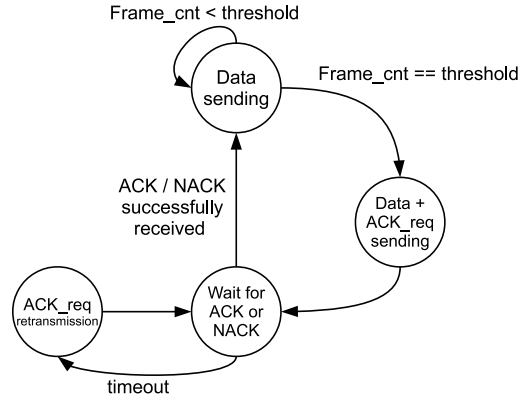 Frame_cnt < threshold
Data
sending
Frame_cnt == threshold
ACK / NACK
successfully
received
Data +
ACK_req
sending
ACK_req
retransmission
Wait for
ACK or
NACK
timeout